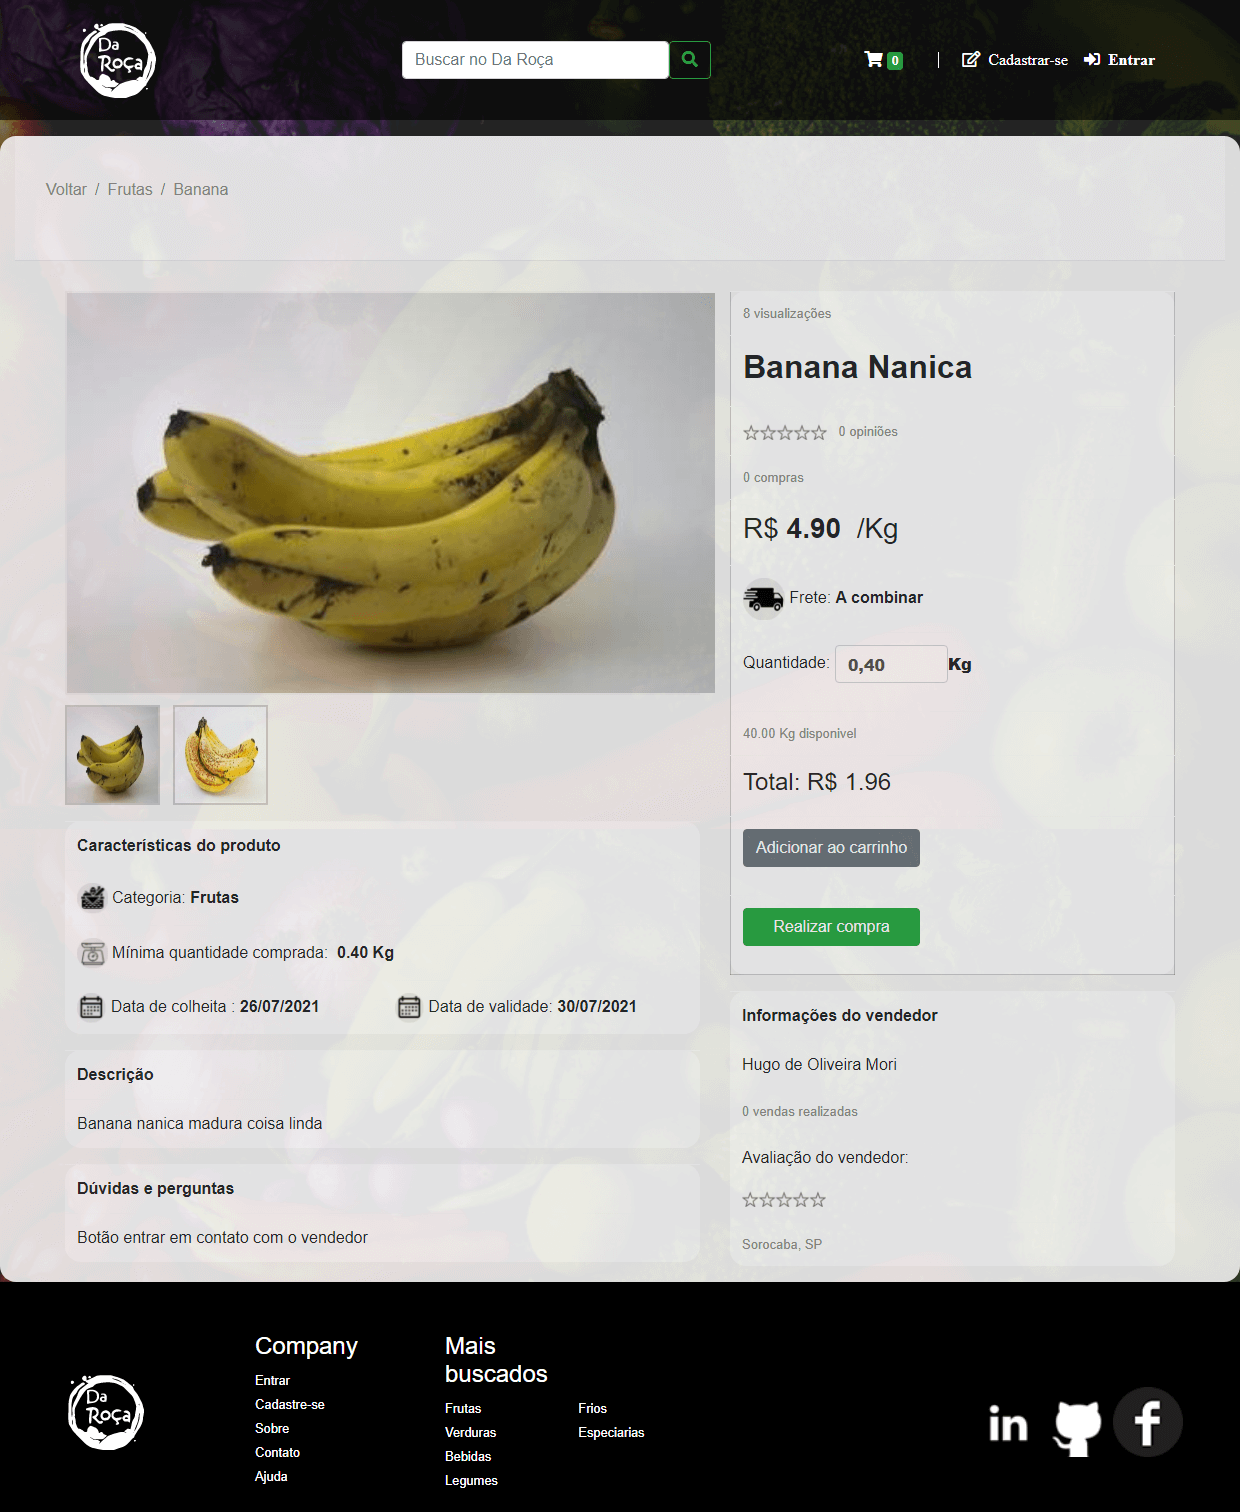 Da
Roça
Buscar no Da Roça
0
|
Cadastrar-se
Entrar
Voltar / Frutas / Banana
8 visualizações
Banana Nanica
0 opiniões
0 compras
R$ 4.90 /Kg
Frete: A combinar
Quantidade: 0,40 Kg
40.00 Kg disponivel
Total: R$ 1.96
Adicionar ao carrinho
Realizar compra
Características do produto
Categoria: Frutas
Mínima quantidade comprada: 0.40 Kg
Data de colheita : 26/07/2021
Data de validade: 30/07/2021
Descrição
Banana nanica madura coisa linda
Dúvidas e perguntas
Botão entrar em contato com o vendedor
Informações do vendedor
Hugo de Oliveira Mori
0 vendas realizadas
Avaliação do vendedor:
Sorocaba, SP
Da
Roça
Company
Entrar
Cadastre-se
Sobre
Contato
Ajuda
Mais
buscados
Frutas
Verduras
Bebidas
Legumes
Frios
Especiarias
in
f